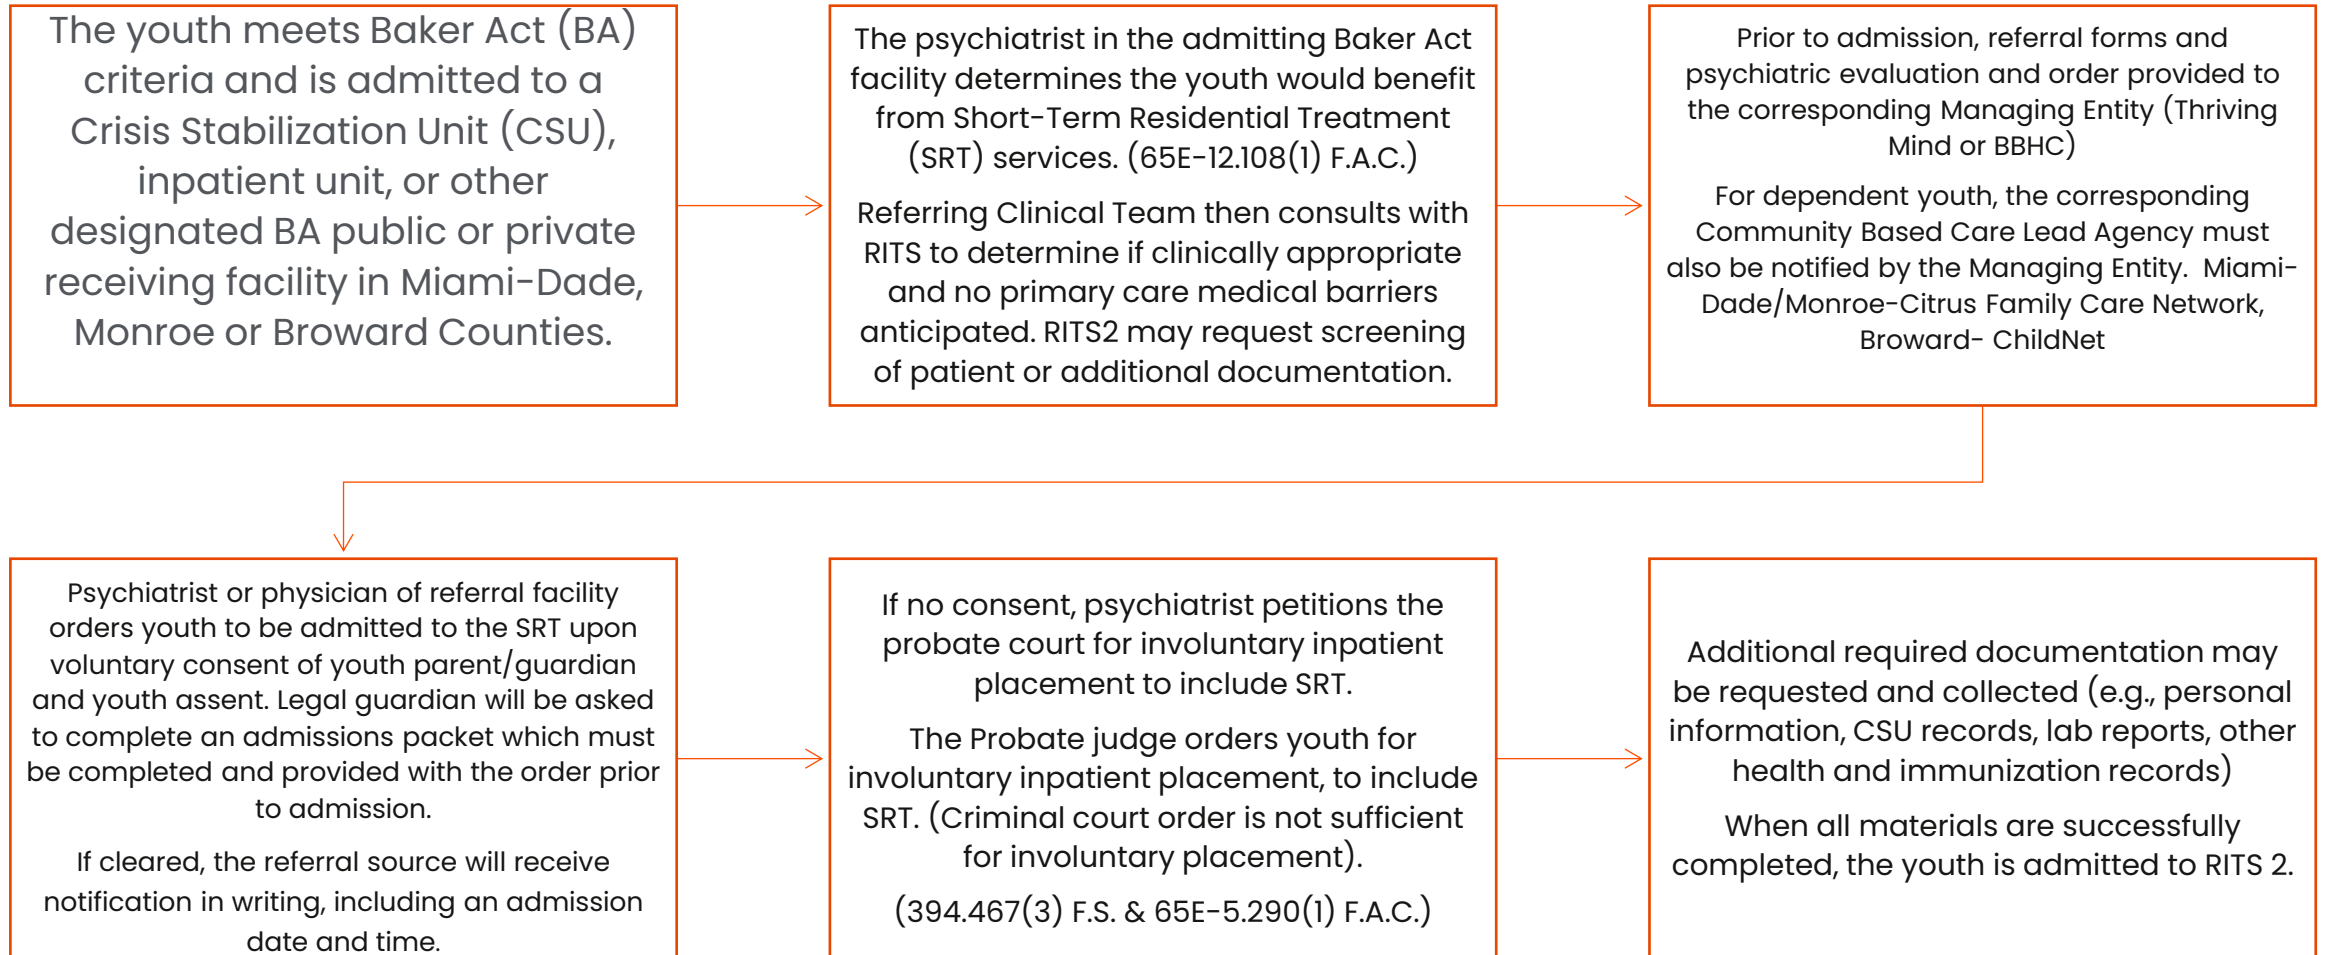 The youth meets Baker Act (BA)
criteria and is admitted to a
Crisis Stabilization Unit (CSU),
inpatient unit, or other
designated BA public or private
receiving facility in Miami-Dade,
Monroe or Broward Counties.
The psychiatrist in the admitting Baker Act
facility determines the youth would benefit
from Short-Term Residential Treatment
(SRT) services. (65E-12.108(1) F.A.C.)
Referring Clinical Team then consults with
RITS to determine if clinically appropriate
and no primary care medical barriers
anticipated. RITS2 may request screening
of patient or additional documentation.
Prior to admission, referral forms and
psychiatric evaluation and order provided to
the corresponding Managing Entity (Thriving
Mind or BBHC)
For dependent youth, the corresponding
Community Based Care Lead Agency must
also be notified by the Managing Entity. Miami-
Dade/Monroe-Citrus Family Care Network,
Broward- ChildNet
Psychiatrist or physician of referral facility
orders youth to be admitted to the SRT upon
voluntary consent of youth parent/guardian
and youth assent. Legal guardian will be asked
to complete an admissions packet which must
be completed and provided with the order prior
to admission.
If cleared, the referral source will receive
notification in writing, including an admission
date and time.
If no consent, psychiatrist petitions the
probate court for involuntary inpatient
placement to include SRT.
The Probate judge orders youth for
involuntary inpatient placement, to include
SRT. (Criminal court order is not sufficient
for involuntary placement).
(394.467(3) F.S. & 65E-5.290(1) F.A.C.)
Additional required documentation may
be requested and collected (e.g., personal
information, CSU records, lab reports, other
health and immunization records)
When all materials are successfully
completed, the youth is admitted to RITS 2.